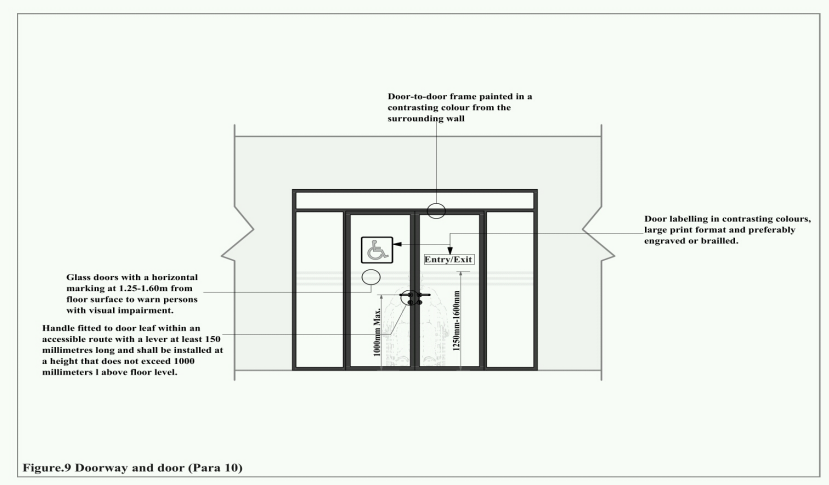 Door-to-door frame painted in a
contrasting colour from the
surrounding wall
Door labelling in contrasting colours,
large print format and preferably
engraved or brailled.
Entry/Exit
Glass doors with a horizontal
marking at 1.25-1.60m from
floor surface to warn persons
with visual impairment.
Handle fitted to door leaf within an
accessible route with a lever at least 150
millimetres long and shall be installed at
a height that does not exceed 1000
millimeters l above floor level.
1000mm Max.
1250mm-1600mm
Figure.9 Doorway and door (Para 10)